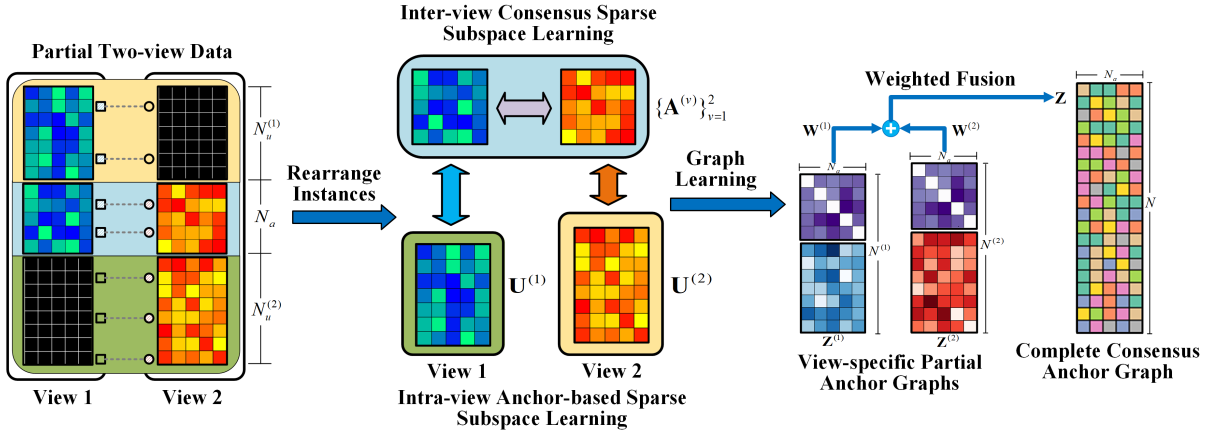 Partial Two-view Data
N_u^{(1)}
N_a
N_u^{(2)}
View 1
View 2
Rearrange
Instances
Inter-view Consensus Sparse
Subspace Learning
{A^{(v)}}_{v=1}^{2}
U^{(1)}
U^{(2)}
View 1
View 2
Intra-view Anchor-based Sparse
Subspace Learning
Graph
Learning
Weighted Fusion
W^{(1)}
W^{(2)}
N_a
N_a
N^{(1)}
N^{(2)}
Z^{(1)}
Z^{(2)}
View-specific Partial
Anchor Graphs
Z
N_a
N
Complete Consensus
Anchor Graph